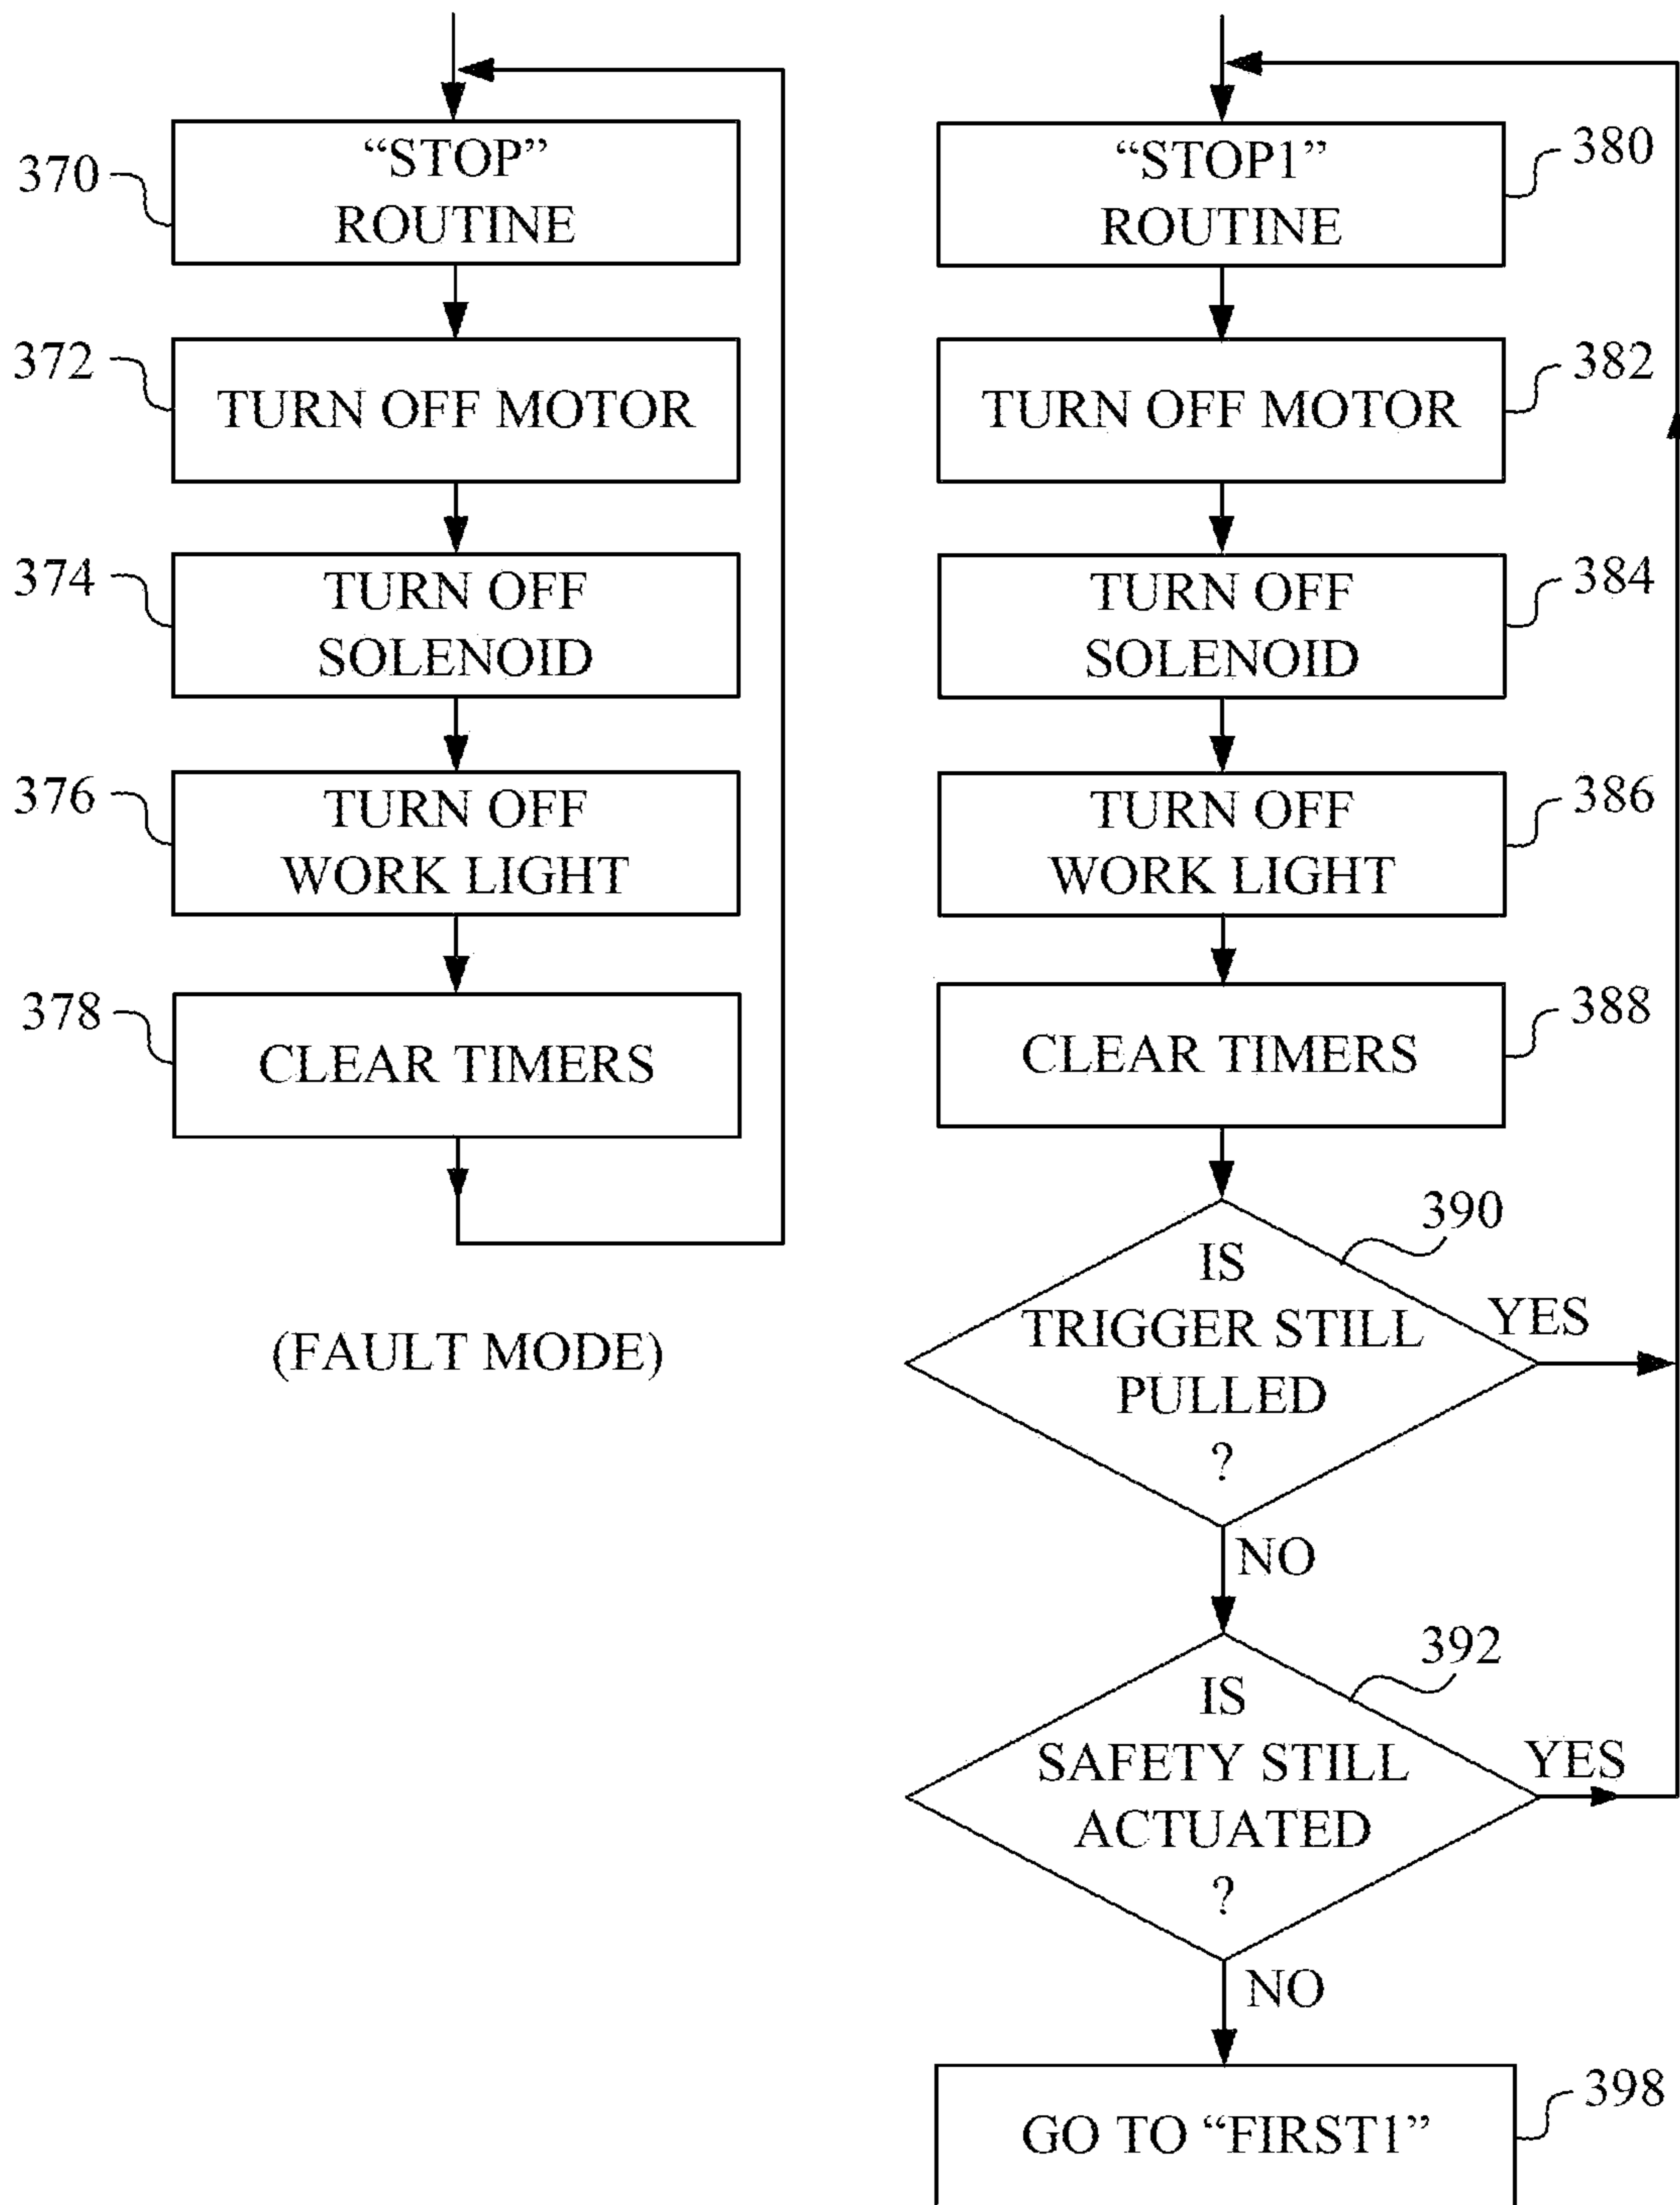 370
“STOP”
ROUTINE
372
TURN OFF MOTOR
374
TURN OFF
SOLENOID
376
TURN OFF
WORK LIGHT
378
CLEAR TIMERS
(FAULT MODE)
“STOP1”
ROUTINE
380
TURN OFF MOTOR
382
TURN OFF
SOLENOID
384
TURN OFF
WORK LIGHT
386
CLEAR TIMERS
388
390
IS
TRIGGER STILL
PULLED
?
YES
NO
392
IS
SAFETY STILL
ACTUATED
?
YES
NO
GO TO “FIRST1”
398